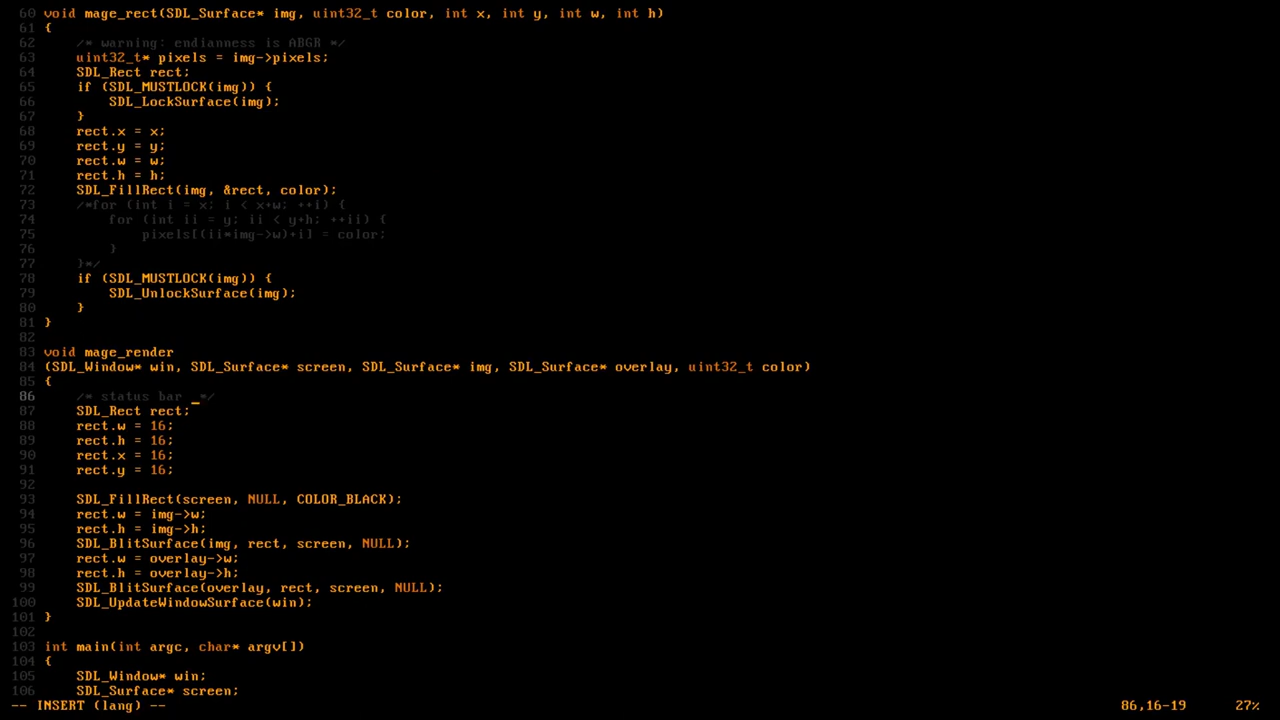 60 void mage_rect(SDL_Surface* img, uint32_t color, int x, int y, int w, int h)
61 {
62     /* warning: endianness is ABGR */
63     uint32_t* pixels = img->pixels;
64     SDL_Rect rect;
65     if (SDL_MUSTLOCK(img)) {
66         SDL_LockSurface(img);
67     }
68     rect.x = x;
69     rect.y = y;
70     rect.w = w;
71     rect.h = h;
72     SDL_FillRect(img, &rect, color);
73     /*for (int i = x; i < x+w; ++i) {
74         for (int ii = y; ii < y+h; ++ii) {
75             pixels[(ii*img->w)+i] = color;
76         }
77     }*/
78     if (SDL_MUSTLOCK(img)) {
79         SDL_UnlockSurface(img);
80     }
81 }
82
83 void mage_render
84 (SDL_Window* win, SDL_Surface* screen, SDL_Surface* img, SDL_Surface* overlay, uint32_t color)
85 {
86     /* status bar _*/
87     SDL_Rect rect;
88     rect.w = 16;
89     rect.h = 16;
90     rect.x = 16;
91     rect.y = 16;
92
93     SDL_FillRect(screen, NULL, COLOR_BLACK);
94     rect.w = img->w;
95     rect.h = img->h;
96     SDL_BlitSurface(img, rect, screen, NULL);
97     rect.w = overlay->w;
98     rect.h = overlay->h;
99     SDL_BlitSurface(overlay, rect, screen, NULL);
100     SDL_UpdateWindowSurface(win);
101 }
102
103 int main(int argc, char* argv[])
104 {
105     SDL_Window* win;
106     SDL_Surface* screen;
-- INSERT (lang) -- 86,16-19 27%